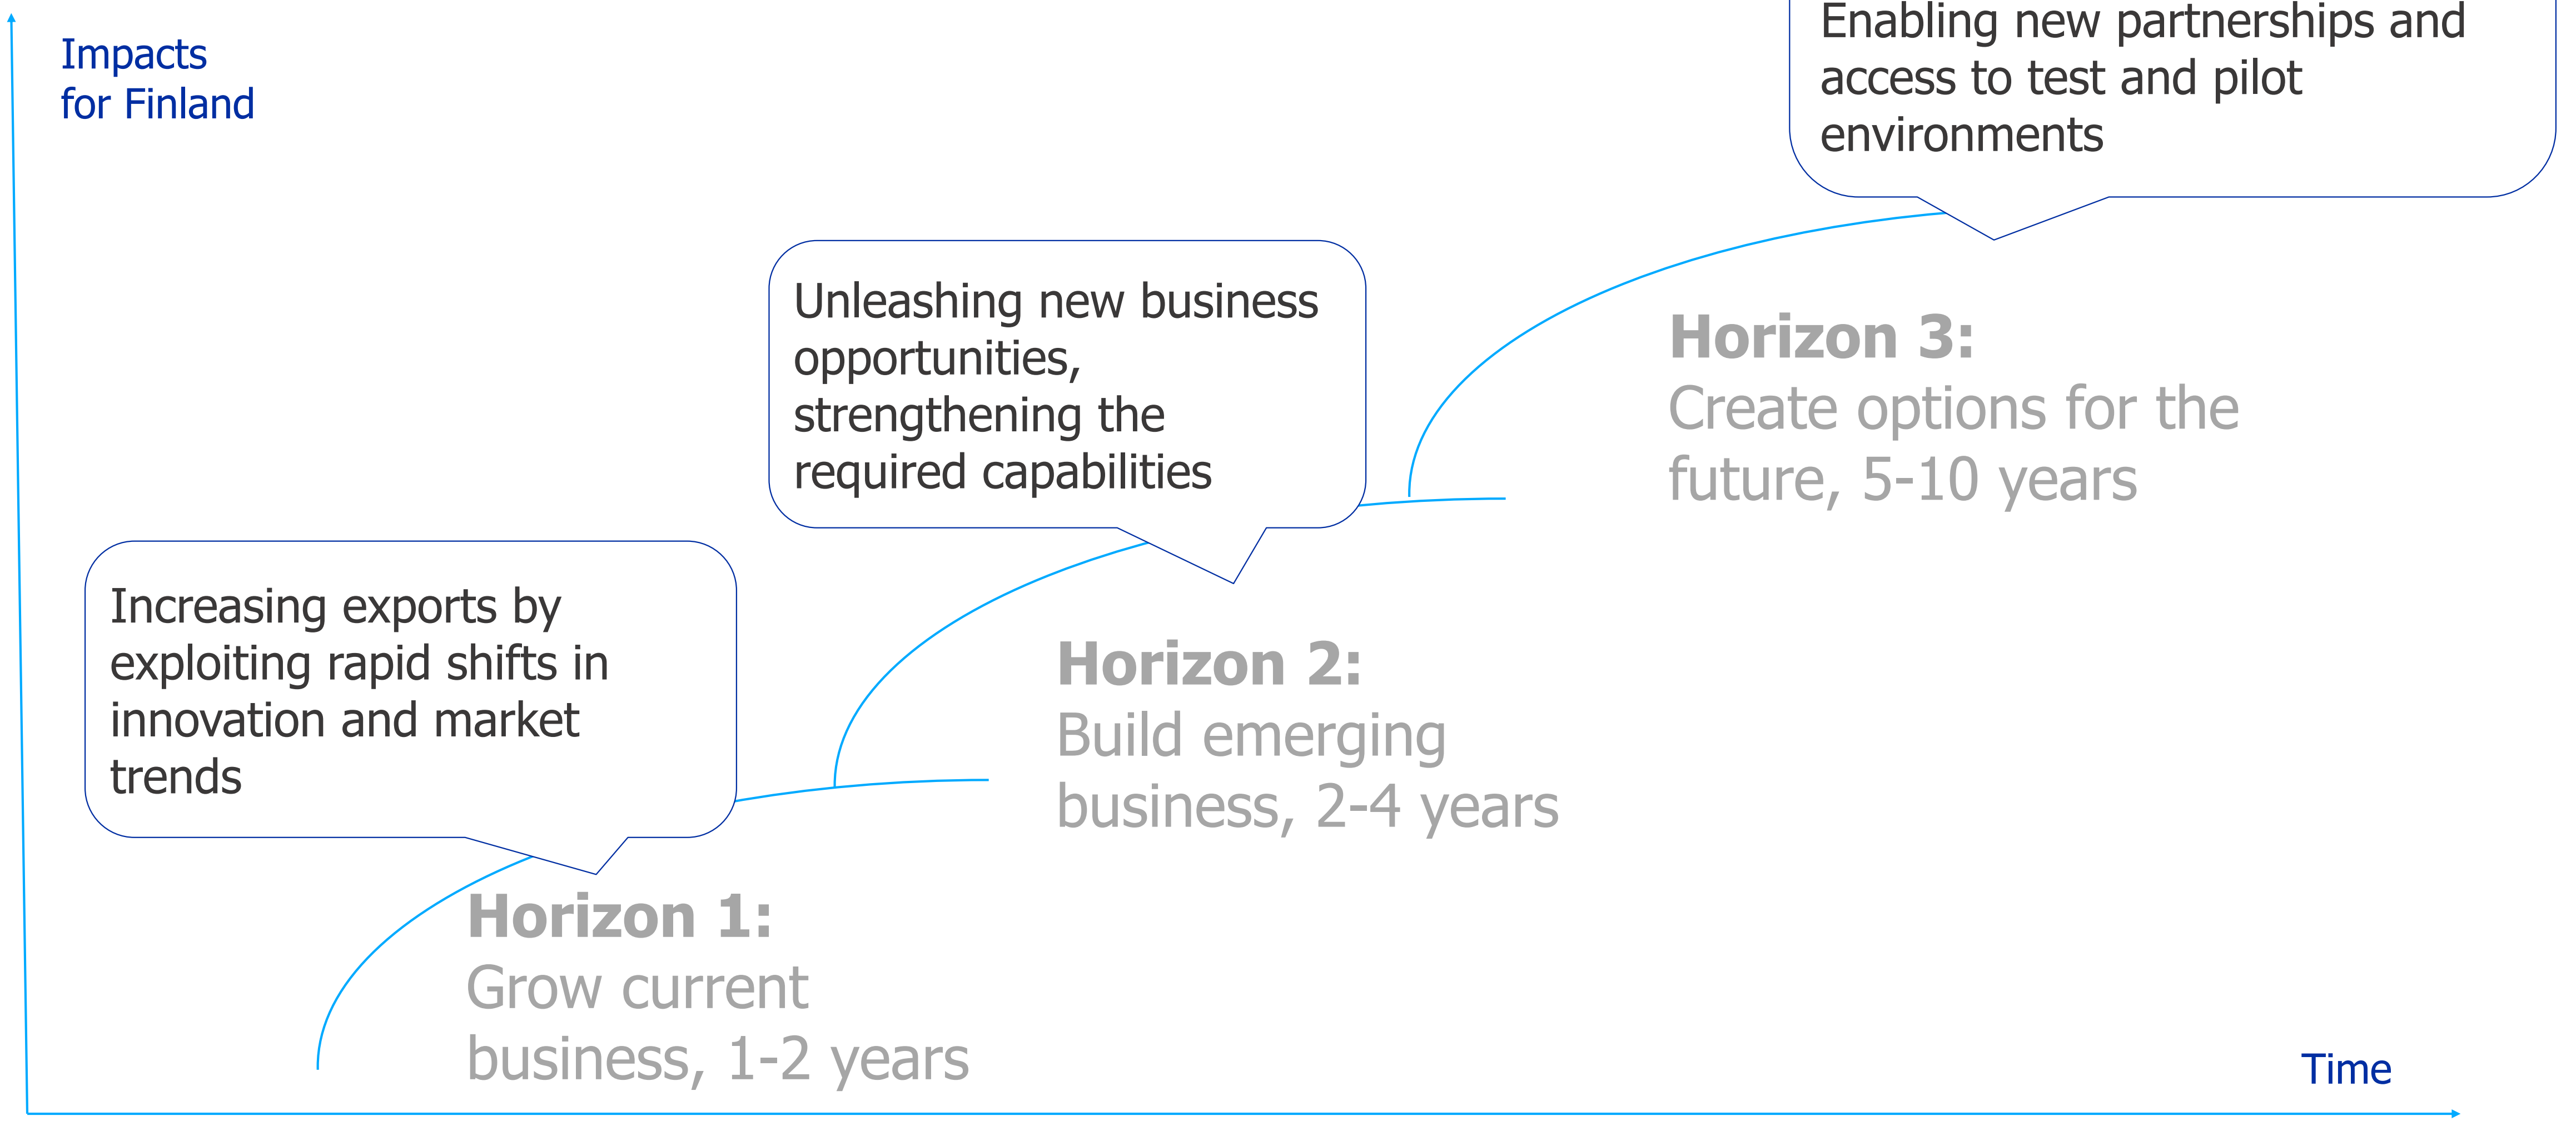 Impacts
for Finland
Enabling new partnerships and
access to test and pilot
environments
Unleashing new business
opportunities,
strengthening the
required capabilities
Horizon 3:
Create options for the
future, 5-10 years
Increasing exports by
exploiting rapid shifts in
innovation and market
trends
Horizon 2:
Build emerging
business, 2-4 years
Horizon 1:
Grow current
business, 1-2 years
Time